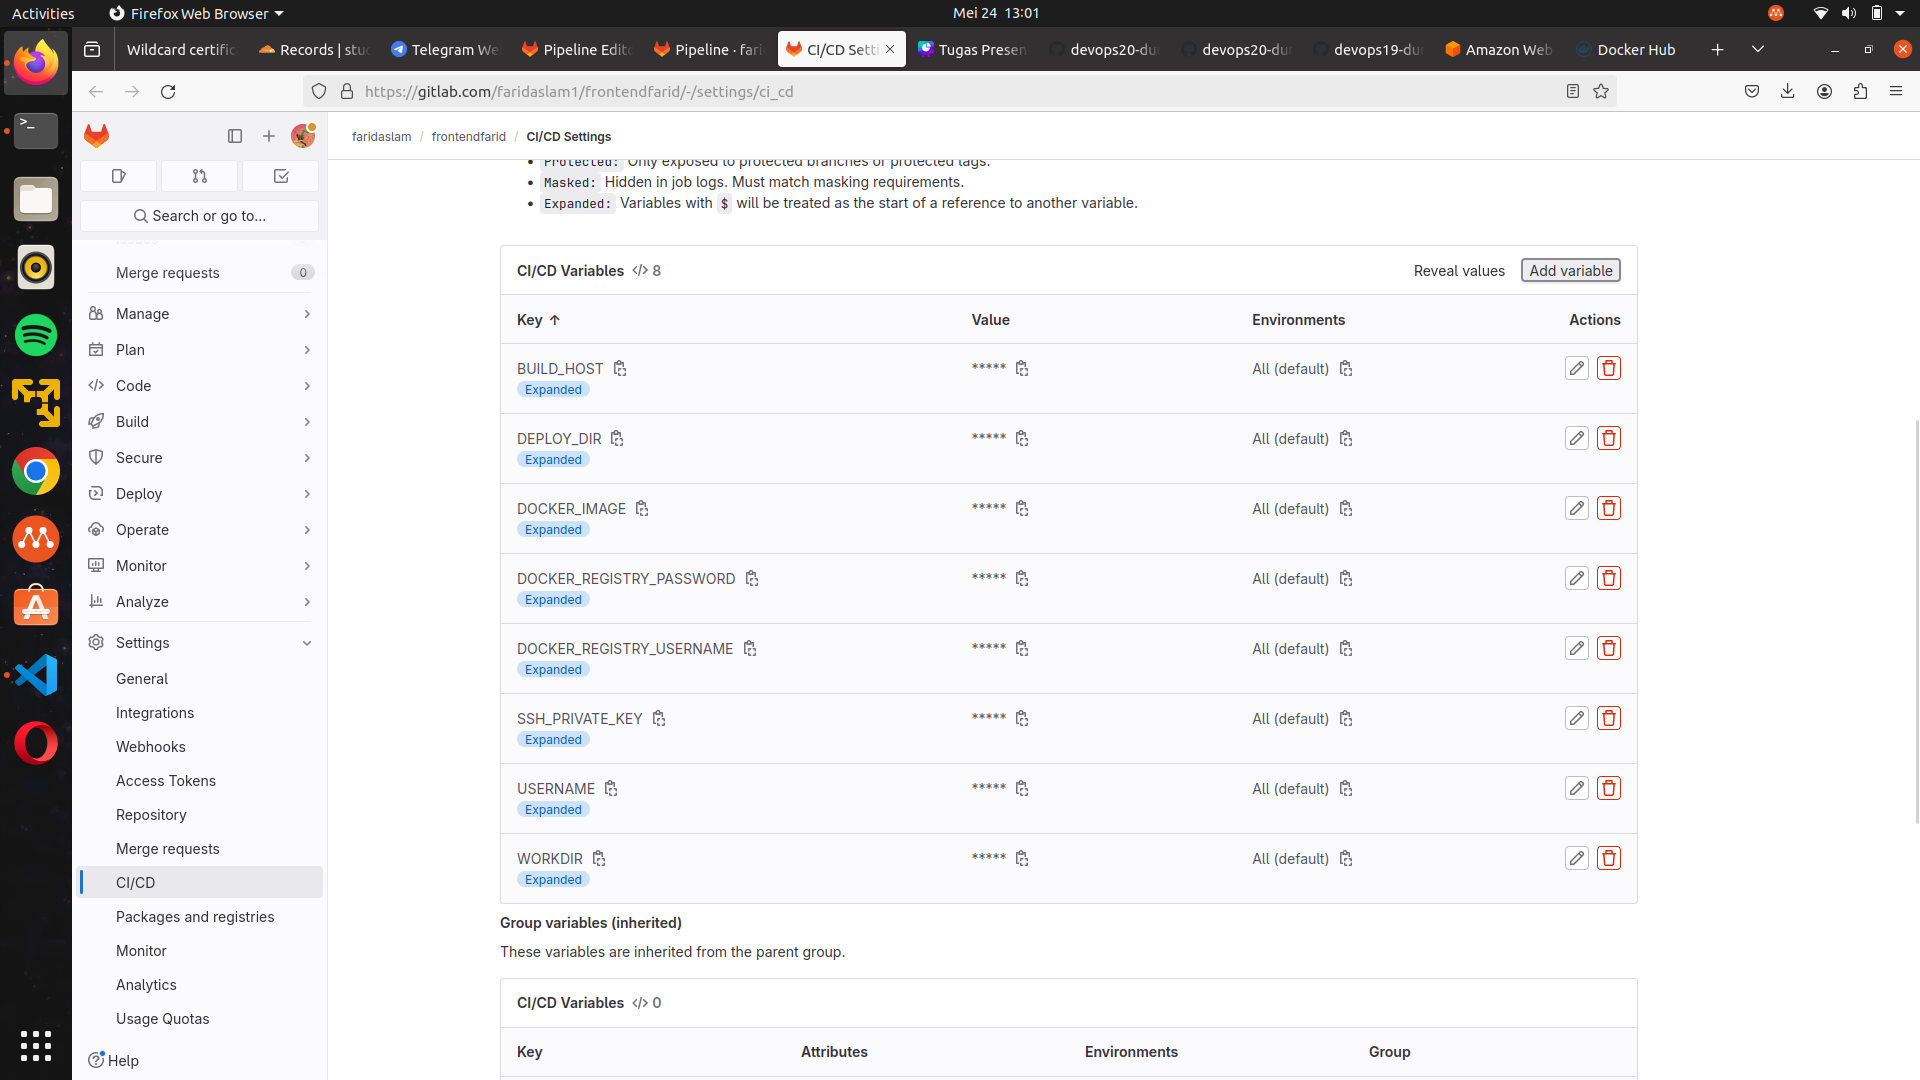 Activities
Firefox Web Browser
Mei 24 13:01
Wildcard certific
Records | stu
Telegram We
Pipeline Edito
Pipeline · fari
CI/CD Setti
Tugas Presen
devops20-du
devops20-du
devops19-du
Amazon Web
Docker Hub
https://gitlab.com/faridaslam1/frontendfarid/-/settings/ci_cd
faridaslam / frontendfarid / CI/CD Settings
Search or go to...
Merge requests 0
Manage
Plan
Code
Build
Secure
Deploy
Operate
Monitor
Analyze
Settings
General
Integrations
Webhooks
Access Tokens
Repository
Merge requests
CI/CD
Packages and registries
Monitor
Analytics
Usage Quotas
Help
Protected: Only exposed to protected branches or protected tags.
Masked: Hidden in job logs. Must match masking requirements.
Expanded: Variables with $ will be treated as the start of a reference to another variable.
CI/CD Variables </> 8
Reveal values
Add variable
Key ↑ Value Environments Actions
BUILD_HOST ***** All (default)
Expanded
DEPLOY_DIR ***** All (default)
Expanded
DOCKER_IMAGE ***** All (default)
Expanded
DOCKER_REGISTRY_PASSWORD ***** All (default)
Expanded
DOCKER_REGISTRY_USERNAME ***** All (default)
Expanded
SSH_PRIVATE_KEY ***** All (default)
Expanded
USERNAME ***** All (default)
Expanded
WORKDIR ***** All (default)
Expanded
Group variables (inherited)
These variables are inherited from the parent group.
CI/CD Variables </> 0
Key Attributes Environments Group